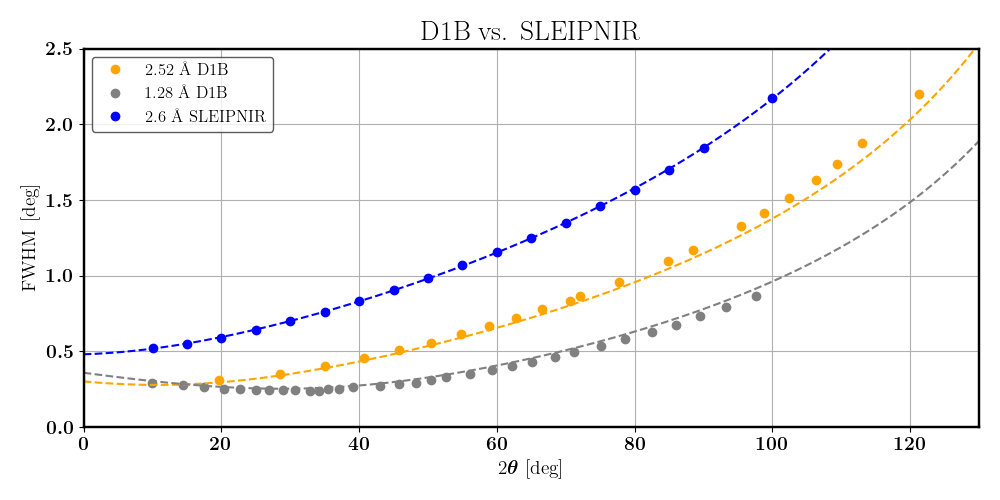 D1B vs. SLEIPNIR
2.5
2.0
1.5
1.0
0.5
0.0
FWHM [deg]
2.52 Å D1B
1.28 Å D1B
2.6 Å SLEIPNIR
0 20 40 60 80 100 120
2θ [deg]